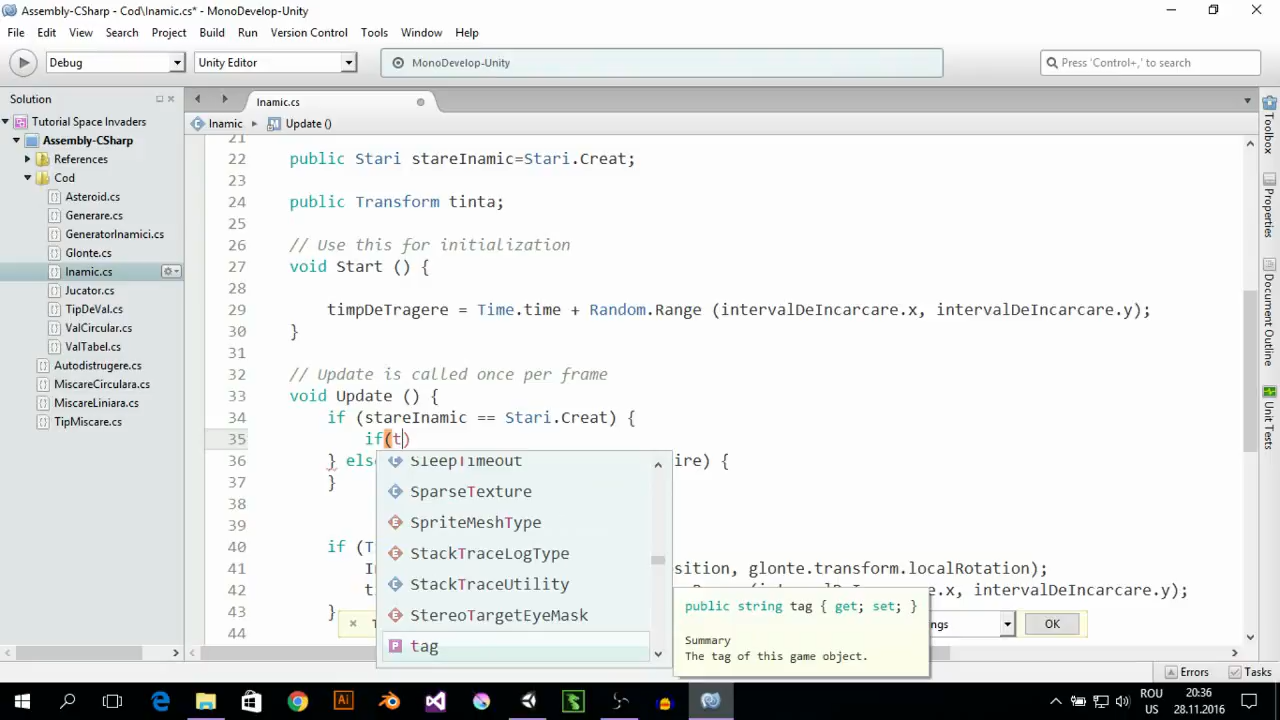 Assembly-CSharp - Cod\Inamic.cs* - MonoDevelop-Unity
File Edit View Search Project Build Run Version Control Tools Window Help
Debug Unity Editor MonoDevelop-Unity Press 'Control+,' to search
Solution
Inamic.cs
Tutorial Space Invaders
Assembly-CSharp
References
Cod
Asteroid.cs
Generare.cs
GeneratorInamici.cs
Glonte.cs
Inamic.cs
Jucator.cs
TipDeVal.cs
ValCircular.cs
ValTabel.cs
Autodistrugere.cs
MiscareCirculara.cs
MiscareLiniara.cs
TipMiscare.cs
Inamic Update ()
21
22 public Stari stareInamic=Stari.Creat;
23
24 public Transform tinta;
25
26 // Use this for initialization
27 void Start () {
28
29 timpDeTragere = Time.time + Random.Range (intervalDeIncarcare.x, intervalDeIncarcare.y);
30 }
31
32 // Update is called once per frame
33 void Update () {
34 if (stareInamic == Stari.Creat) {
35 if(t)
36 } els ire) {
37 }
38
39
40 if (T
41 In sition, glonte.transform.localRotation);
42 t (intervalDeIncarcare.x, intervalDeIncarcare.y);
43 }
44
SleepTimeout
SparseTexture
SpriteMeshType
StackTraceLogType
StackTraceUtility
StereoTargetEyeMask
tag
public string tag { get; set; }
Summary
The tag of this game object.
ngs OK
Toolbox
Properties
Document Outline
Unit Tests
Errors Tasks
ROU
US
20:36
28.11.2016